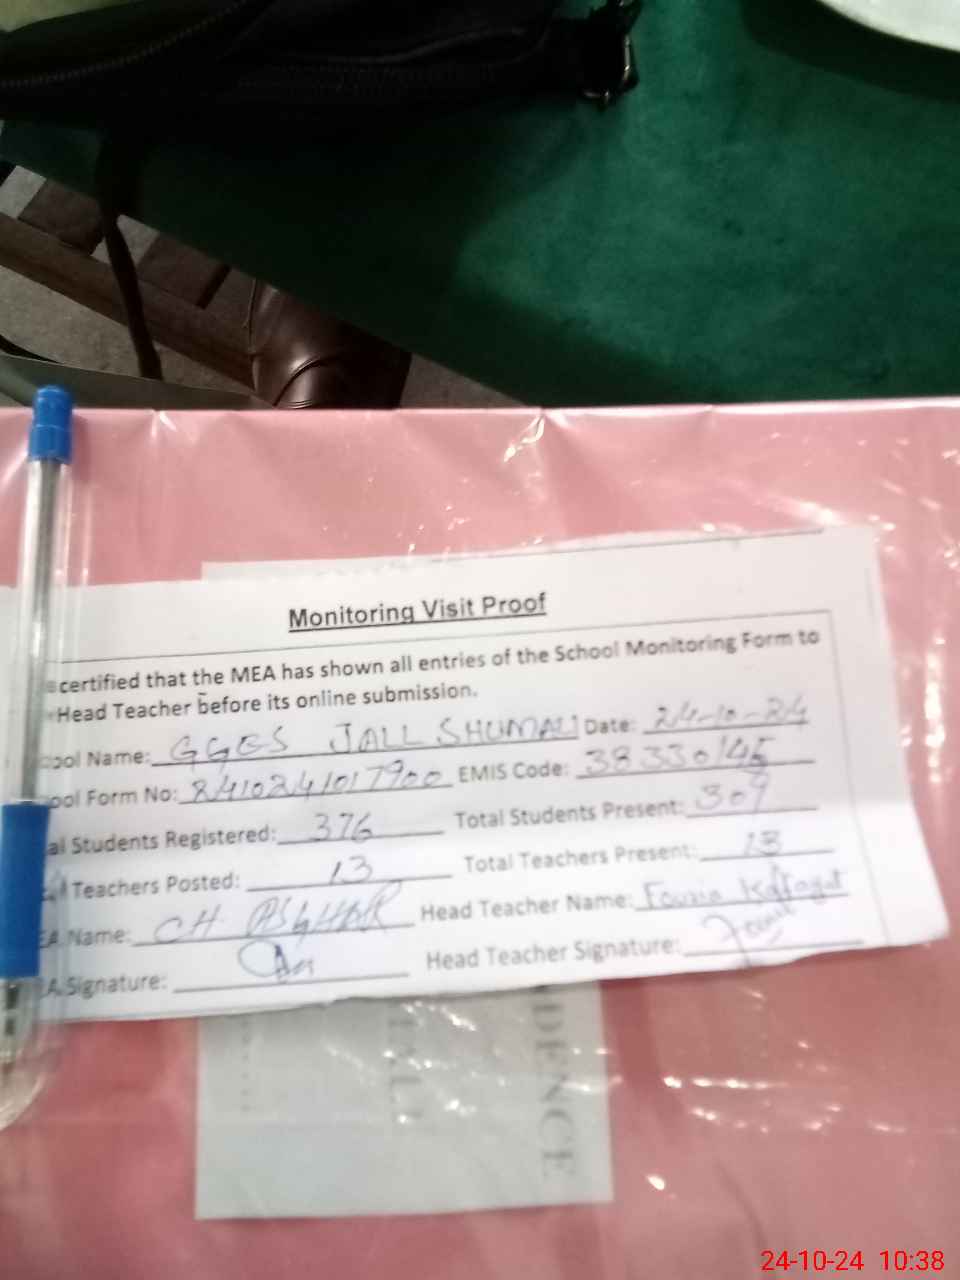 Monitoring Visit Proof
certified that the MEA has shown all entries of the School Monitoring Form to
Head Teacher before its online submission.
ool Name: GGES JALL SHUMALI Date: 24-10-24
ool Form No: 8410241017900 EMIS Code: 38330145
al Students Registered: 376 Total Students Present: 309
Teachers Posted: 13 Total Teachers Present: 13
EA Name: CH ASGHAR Head Teacher Name: Fouzia Kafayat
EA Signature: Head Teacher Signature:
DENCE
24-10-24 10:38